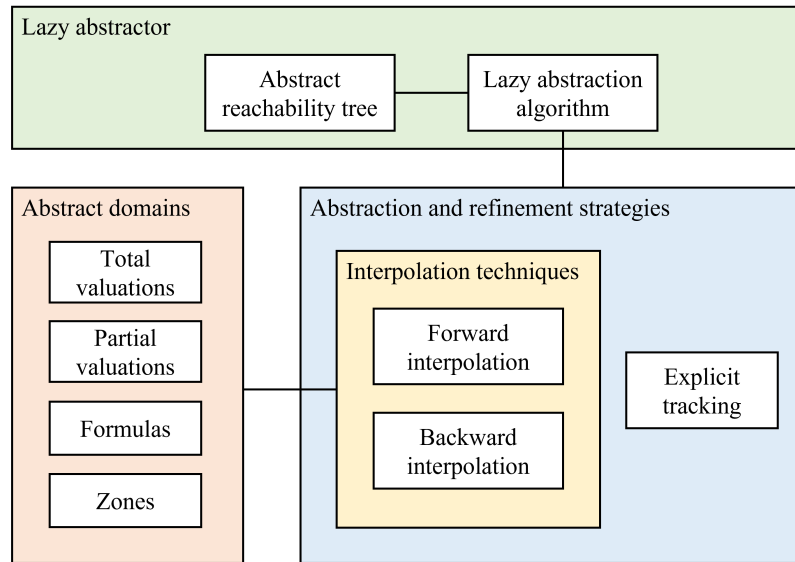 Lazy abstractor
Abstract
reachability tree
Lazy abstraction
algorithm
Abstract domains
Total
valuations
Partial
valuations
Formulas
Zones
Abstraction and refinement strategies
Interpolation techniques
Forward
interpolation
Backward
interpolation
Explicit
tracking